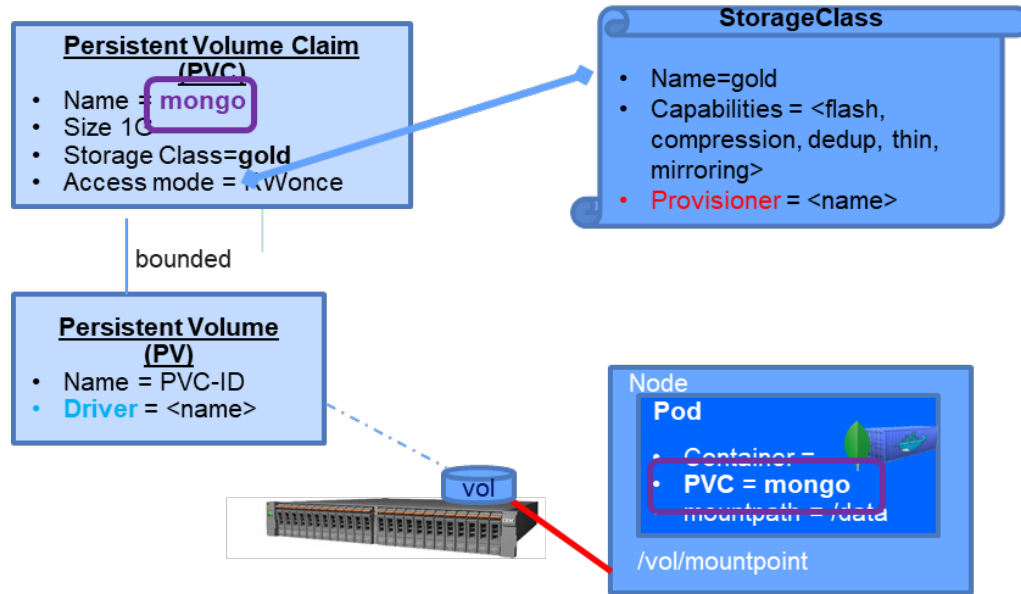 Persistent Volume Claim
(PVC)
• Name = mongo
• Size 1G
• Storage Class=gold
• Access mode = RWonce
StorageClass
• Name=gold
• Capabilities = <flash,
compression, dedup, thin,
mirroring>
• Provisioner = <name>
bounded
Persistent Volume
(PV)
• Name = PVC-ID
• Driver = <name>
vol
Node
Pod
• Container =
• PVC = mongo
mountpath = /data
/vol/mountpoint